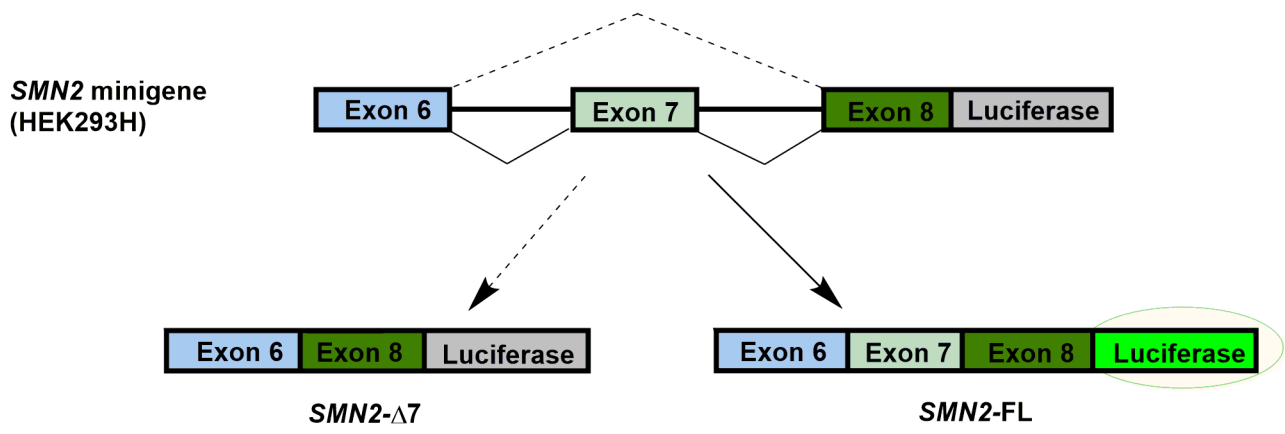 SMN2 minigene
(HEK293H)
Exon 6
Exon 7
Exon 8
Luciferase
Exon 6
Exon 8
Luciferase
Exon 6
Exon 7
Exon 8
Luciferase
SMN2-Δ7
SMN2-FL